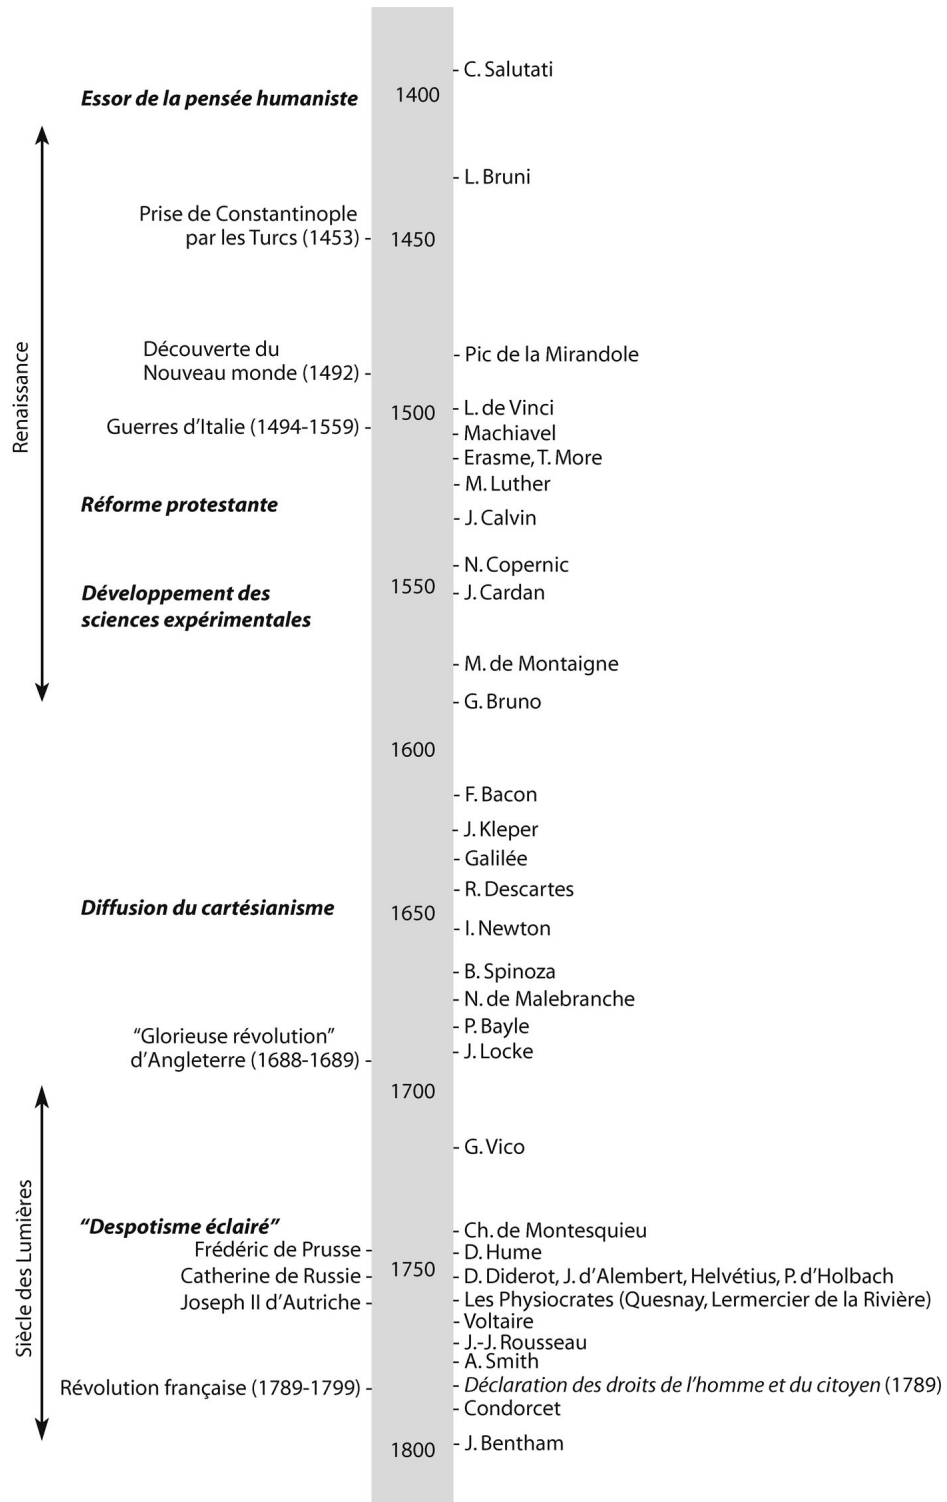 C. Salutati
1400
Essor de la pensée humaniste
L. Bruni
Prise de Constantinople
par les Turcs (1453)
1450
Renaissance
Découverte du
Nouveau monde (1492)
Pic de la Mirandole
L. de Vinci
1500
Guerres d'Italie (1494-1559)
Machiavel
Erasme, T. More
M. Luther
Réforme protestante
J. Calvin
N. Copernic
1550
Développement des
sciences expérimentales
J. Cardan
M. de Montaigne
G. Bruno
1600
F. Bacon
J. Kleper
Galilée
R. Descartes
Diffusion du cartésianisme
1650
I. Newton
B. Spinoza
N. de Malebranche
P. Bayle
“Glorieuse révolution”
d'Angleterre (1688-1689)
J. Locke
1700
G. Vico
Siècle des Lumières
“Despotisme éclairé”
Ch. de Montesquieu
Frédéric de Prusse
D. Hume
1750
Catherine de Russie
D. Diderot, J. d'Alembert, Helvétius, P. d'Holbach
Joseph II d'Autriche
Les Physiocrates (Quesnay, Lermercier de la Rivière)
Voltaire
J.-J. Rousseau
A. Smith
Révolution française (1789-1799)
Déclaration des droits de l'homme et du citoyen (1789)
Condorcet
J. Bentham
1800